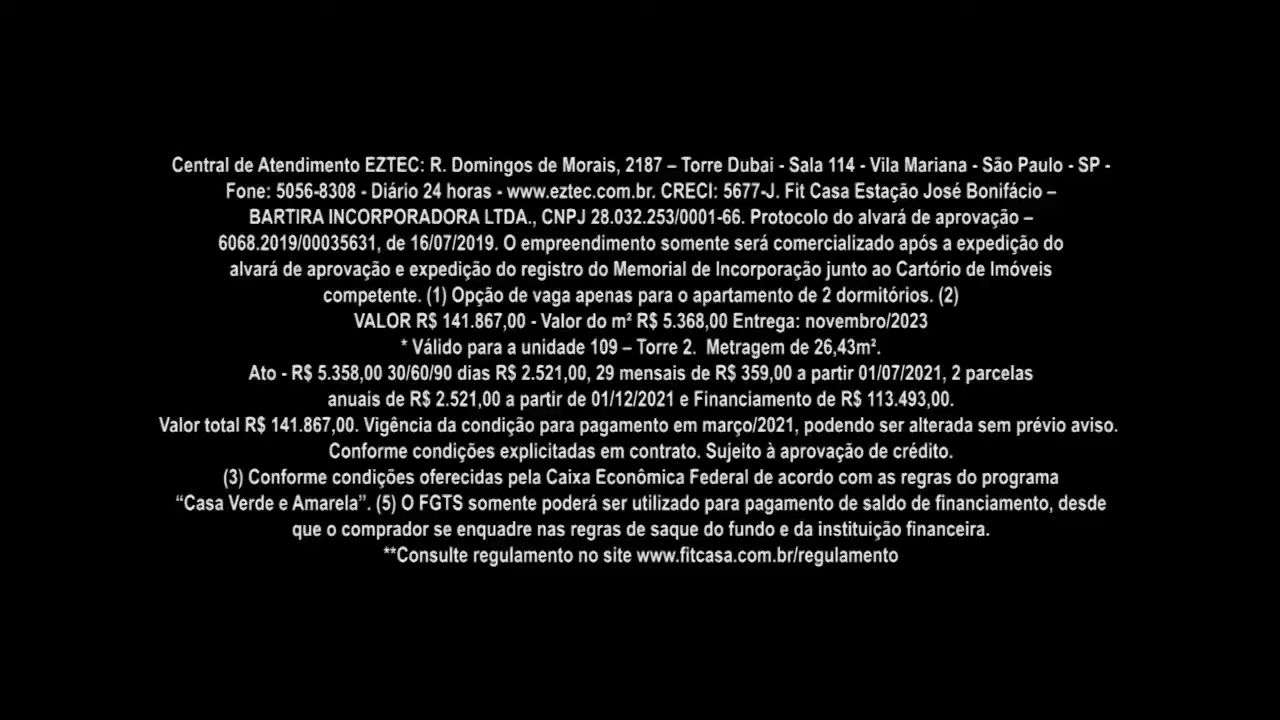 Central de Atendimento EZTEC: R. Domingos de Morais, 2187 – Torre Dubai - Sala 114 - Vila Mariana - São Paulo - SP -
Fone: 5056-8308 - Diário 24 horas - www.eztec.com.br. CRECI: 5677-J. Fit Casa Estação José Bonifácio –
BARTIRA INCORPORADORA LTDA., CNPJ 28.032.253/0001-66. Protocolo do alvará de aprovação –
6068.2019/00035631, de 16/07/2019. O empreendimento somente será comercializado após a expedição do
alvará de aprovação e expedição do registro do Memorial de Incorporação junto ao Cartório de Imóveis
competente. (1) Opção de vaga apenas para o apartamento de 2 dormitórios. (2)
VALOR R$ 141.867,00 - Valor do m² R$ 5.368,00 Entrega: novembro/2023
* Válido para a unidade 109 – Torre 2. Metragem de 26,43m².
Ato - R$ 5.358,00 30/60/90 dias R$ 2.521,00, 29 mensais de R$ 359,00 a partir 01/07/2021, 2 parcelas
anuais de R$ 2.521,00 a partir de 01/12/2021 e Financiamento de R$ 113.493,00.
Valor total R$ 141.867,00. Vigência da condição para pagamento em março/2021, podendo ser alterada sem prévio aviso.
Conforme condições explicitadas em contrato. Sujeito à aprovação de crédito.
(3) Conforme condições oferecidas pela Caixa Econômica Federal de acordo com as regras do programa
“Casa Verde e Amarela”. (5) O FGTS somente poderá ser utilizado para pagamento de saldo de financiamento, desde
que o comprador se enquadre nas regras de saque do fundo e da instituição financeira.
**Consulte regulamento no site www.fitcasa.com.br/regulamento